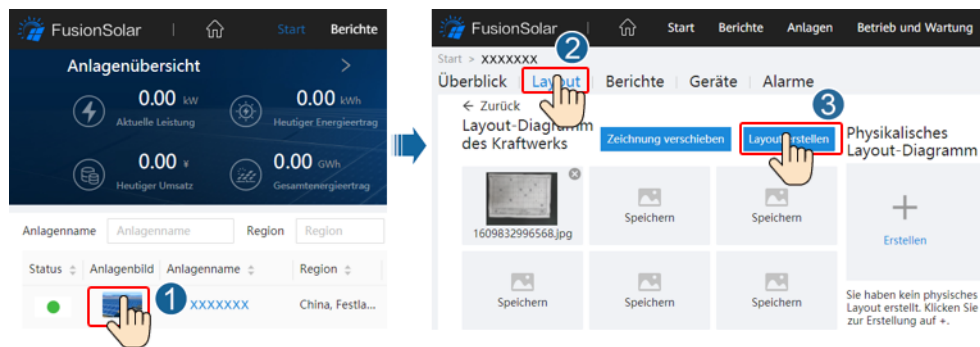 FusionSolar
Start Berichte
Anlagenübersicht >
0.00 kW
Aktuelle Leistung
0.00 kWh
Heutiger Energieertrag
0.00 ¥
Heutiger Umsatz
0.00 GWh
Gesamtenergieertrag
Anlagenname Anlagenname Region Region
Status Anlagenbild Anlagenname Region
1 XXXXXXX China, Festla...
FusionSolar Start Berichte Anlagen Betrieb und Wartung
2
Start > XXXXXXX
Überblick Layout Berichte Geräte Alarme
← Zurück
3
Layout-Diagramm
des Kraftwerks
Zeichnung verschieben
Layout erstellen
Physikalisches
Layout-Diagramm
1609832996568.jpg
Speichern
Speichern
Erstellen
Speichern
Speichern
Speichern
Sie haben kein physisches
Layout erstellt. Klicken Sie
zur Erstellung auf +.